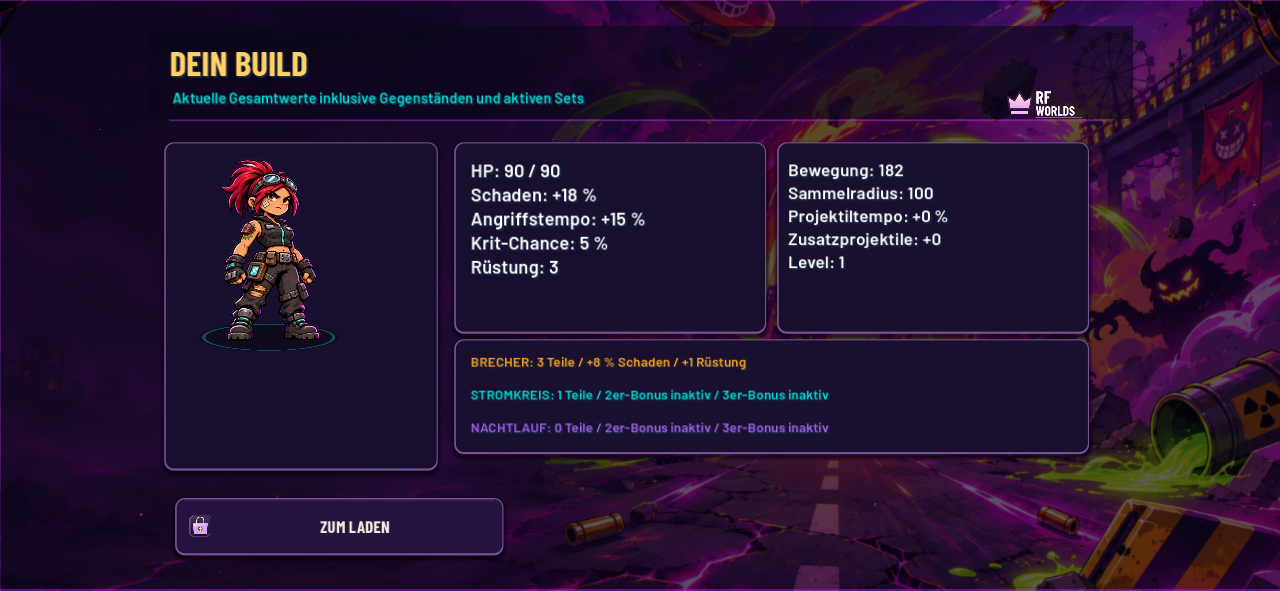 DEIN BUILD
Aktuelle Gesamtwerte inklusive Gegenständen und aktiven Sets
RF
WORLDS
HP: 90 / 90
Schaden: +18 %
Angriffstempo: +15 %
Krit-Chance: 5 %
Rüstung: 3
Bewegung: 182
Sammelradius: 100
Projektiltempo: +0 %
Zusatzprojektile: +0
Level: 1
BRECHER: 3 Teile / +8 % Schaden / +1 Rüstung
STROMKREIS: 1 Teile / 2er-Bonus inaktiv / 3er-Bonus inaktiv
NACHTLAUF: 0 Teile / 2er-Bonus inaktiv / 3er-Bonus inaktiv
ZUM LADEN